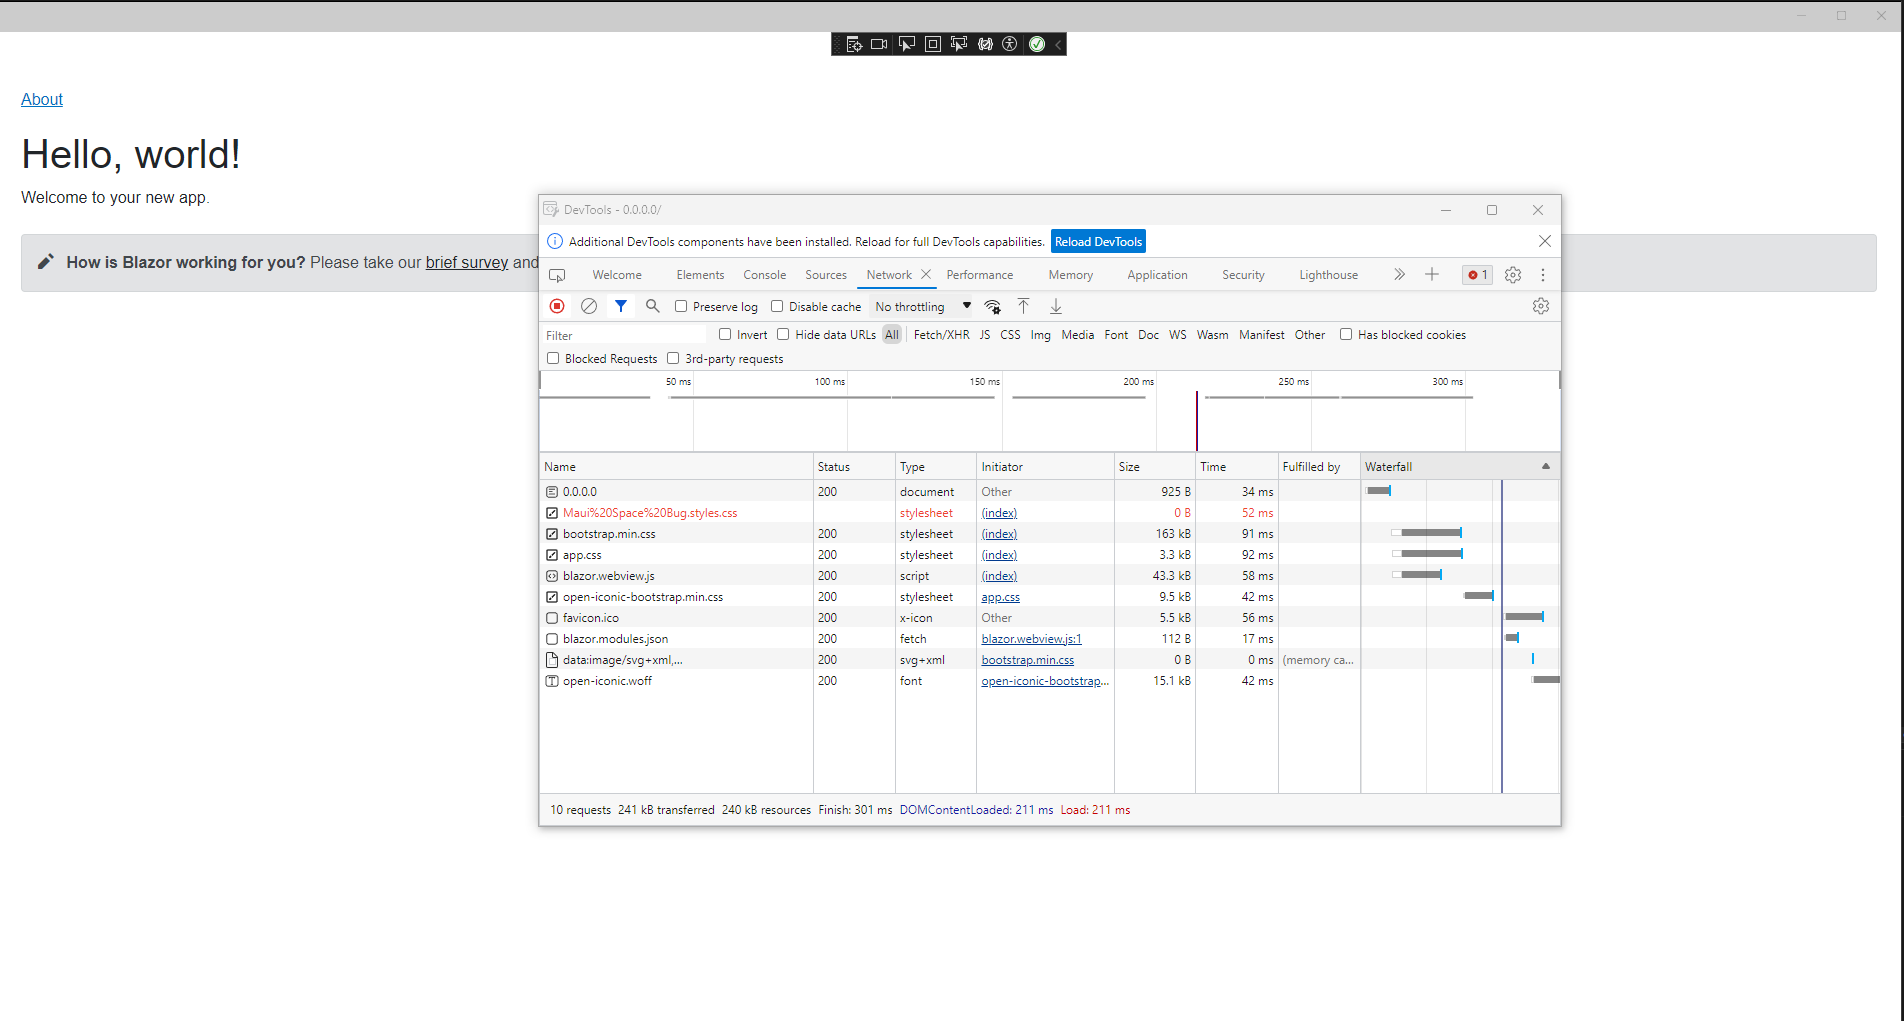 About
Hello, world!
Welcome to your new app.
How is Blazor working for you? Please take our brief survey and
DevTools - 0.0.0.0/
Additional DevTools components have been installed. Reload for full DevTools capabilities. Reload DevTools
Welcome Elements Console Sources Network Performance Memory Application Security Lighthouse 1
Preserve log Disable cache No throttling
Filter Invert Hide data URLs All Fetch/XHR JS CSS Img Media Font Doc WS Wasm Manifest Other Has blocked cookies
Blocked Requests 3rd-party requests
50 ms 100 ms 150 ms 200 ms 250 ms 300 ms
Name Status Type Initiator Size Time Fulfilled by Waterfall
0.0.0.0 200 document Other 925 B 34 ms
Maui%20Space%20Bug.styles.css stylesheet (index) 0 B 52 ms
bootstrap.min.css 200 stylesheet (index) 163 kB 91 ms
app.css 200 stylesheet (index) 3.3 kB 92 ms
blazor.webview.js 200 script (index) 43.3 kB 58 ms
open-iconic-bootstrap.min.css 200 stylesheet app.css 9.5 kB 42 ms
favicon.ico 200 x-icon Other 5.5 kB 56 ms
blazor.modules.json 200 fetch blazor.webview.js:1 112 B 17 ms
data:image/svg+xml,... 200 svg+xml bootstrap.min.css 0 B 0 ms (memory ca...
open-iconic.woff 200 font open-iconic-bootstrap... 15.1 kB 42 ms
10 requests 241 kB transferred 240 kB resources Finish: 301 ms DOMContentLoaded: 211 ms Load: 211 ms